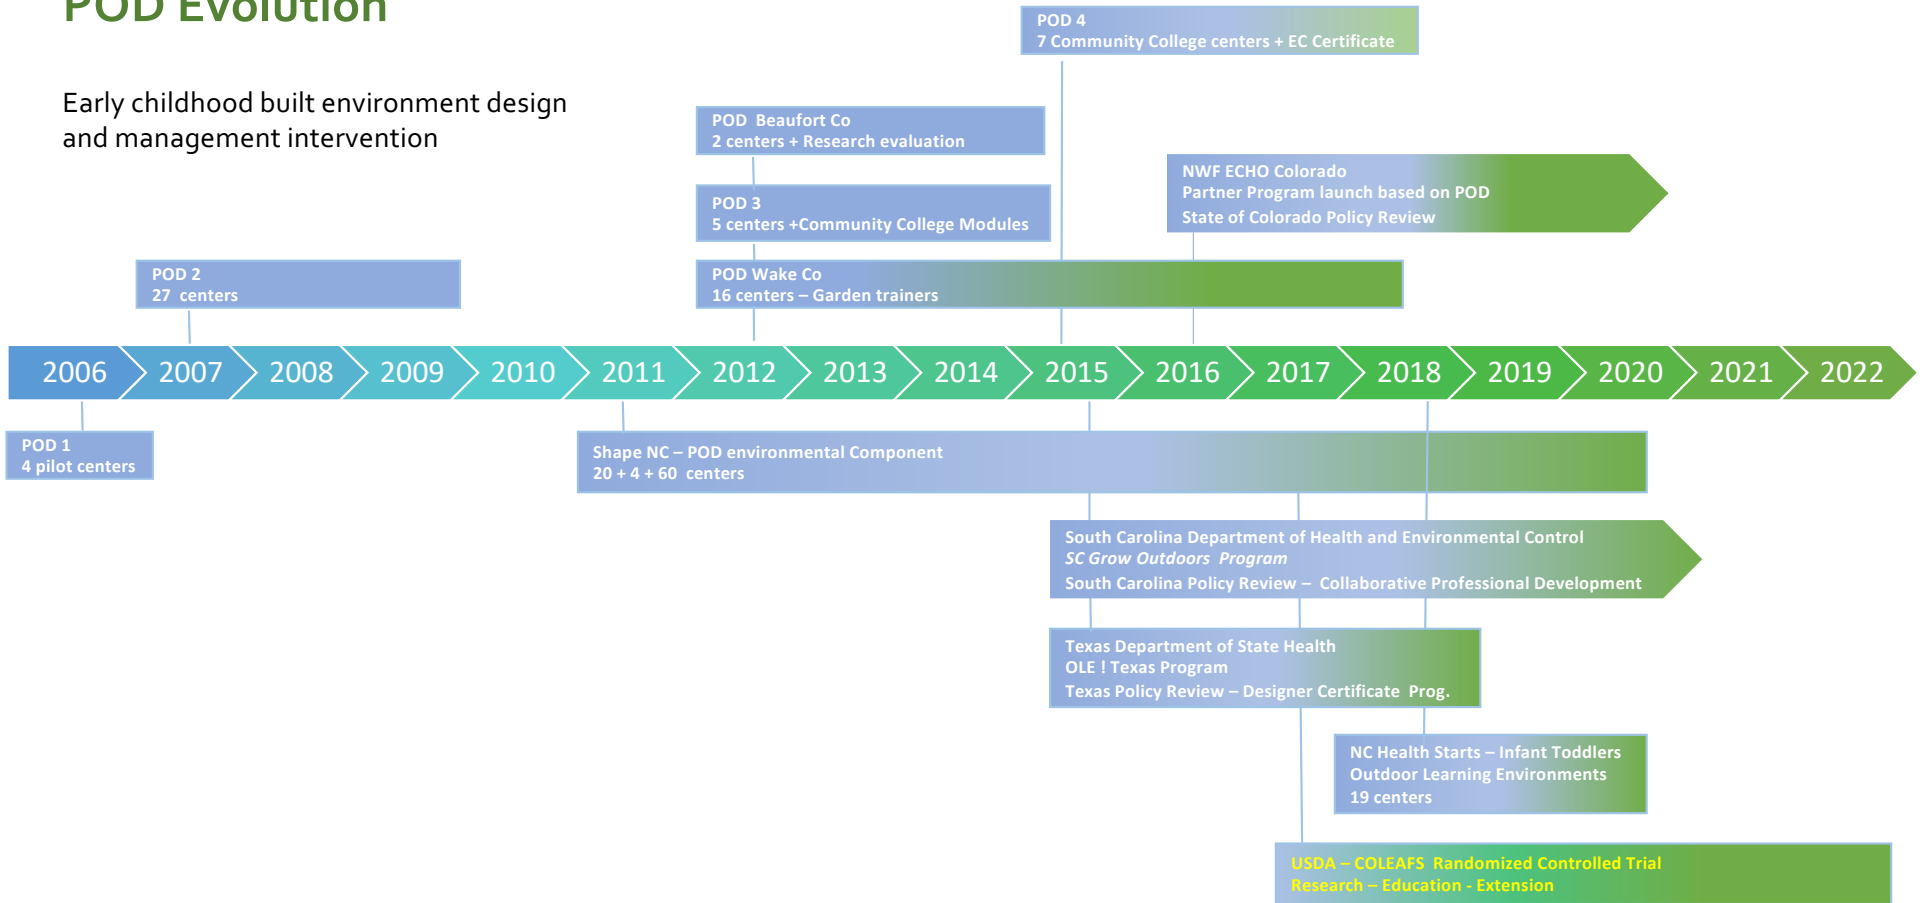 POD Evolution
Early childhood built environment design
and management intervention
POD 4
7 Community College centers + EC Certificate
POD  Beaufort Co
2 centers + Research evaluation
POD 3
5 centers +Community College Modules
NWF ECHO Colorado
Partner Program launch based on POD
State of Colorado Policy Review
POD 2
27  centers
POD Wake Co
16 centers – Garden trainers
2006 2007 2008 2009 2010 2011 2012 2013 2014 2015 2016 2017 2018 2019 2020 2021 2022
POD 1
4 pilot centers
Shape NC – POD environmental Component
20 + 4 + 60  centers
South Carolina Department of Health and Environmental Control
SC Grow Outdoors  Program
South Carolina Policy Review –  Collaborative Professional Development
Texas Department of State Health
OLE ! Texas Program
Texas Policy Review – Designer Certificate  Prog.
NC Health Starts – Infant Toddlers
Outdoor Learning Environments
19 centers
USDA – COLEAFS  Randomized Controlled Trial
Research – Education - Extension